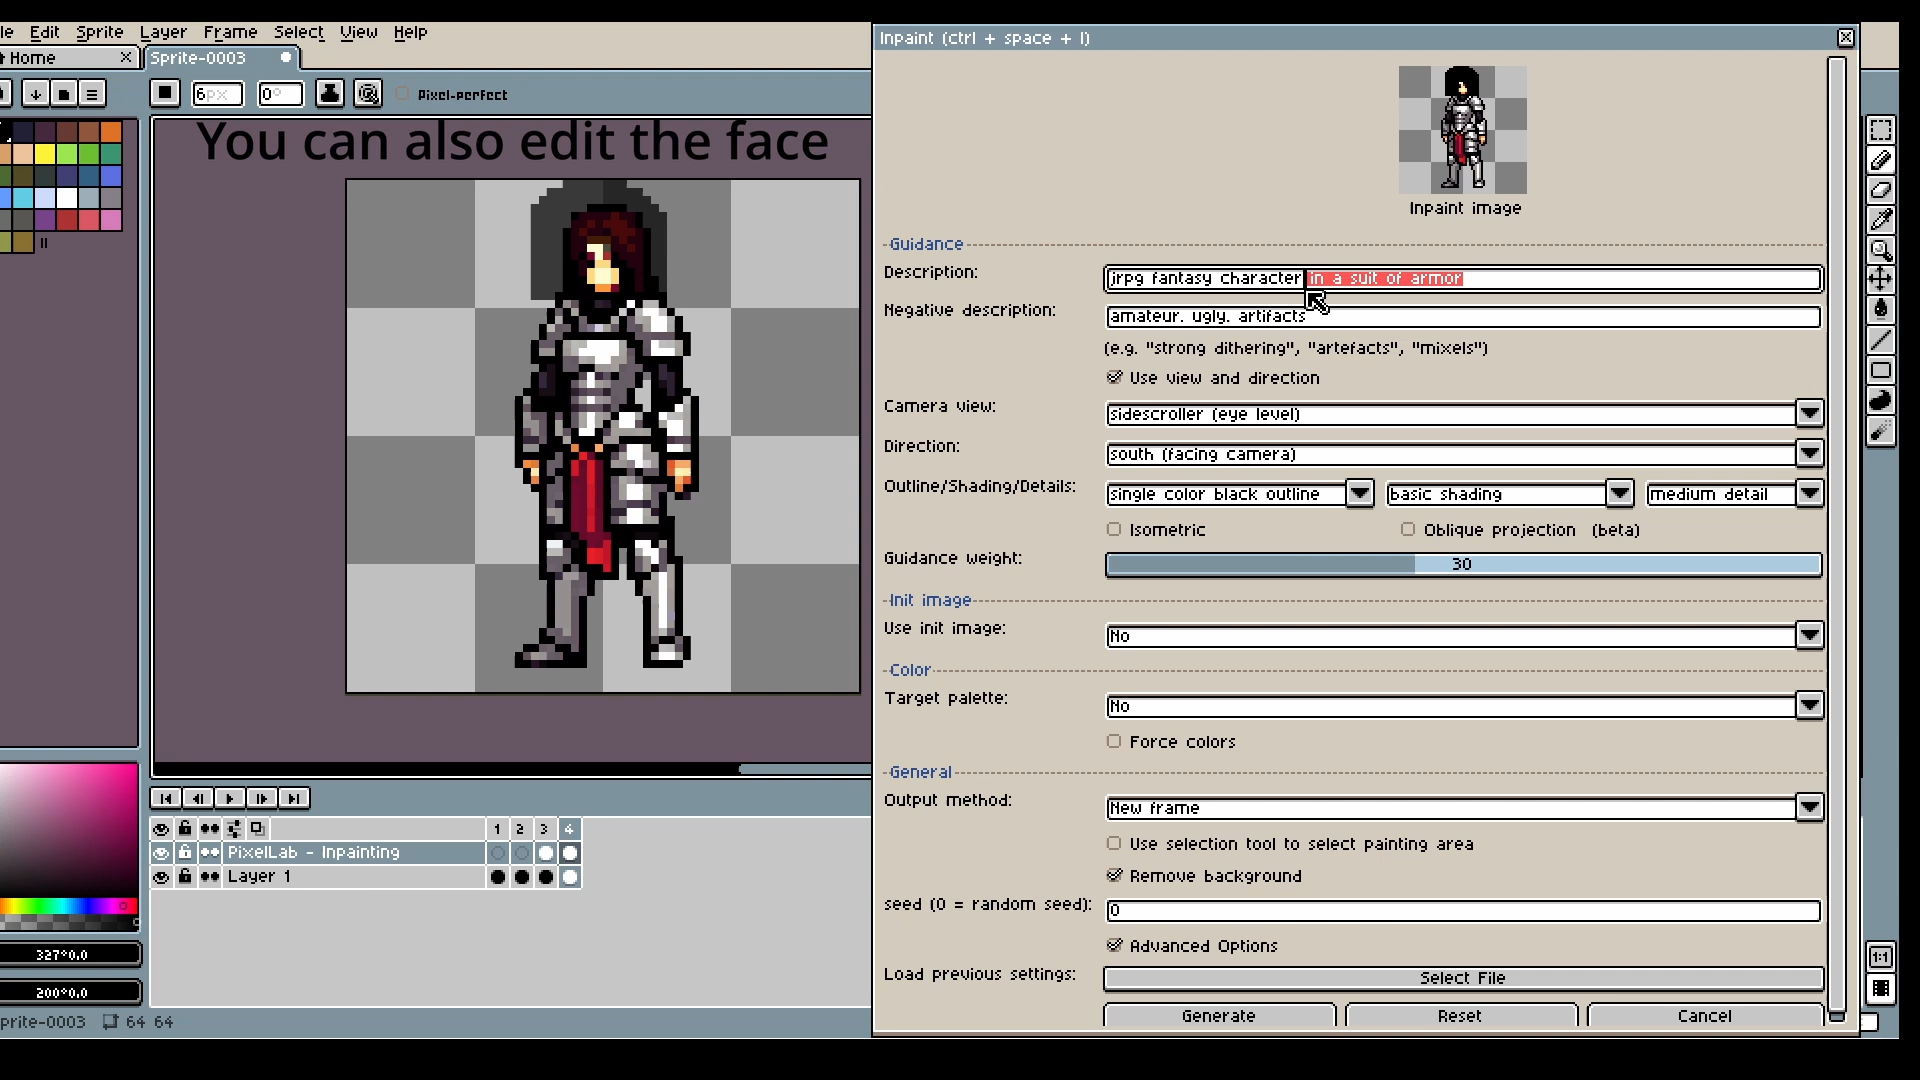 le Edit Sprite Layer Frame Select View Help
Home
Sprite-0003
6px
0°
Pixel-perfect
You can also edit the face
Inpaint (ctrl + space + I)
Inpaint image
Guidance
Description:
jrpg fantasy character in a suit of armor
Negative description:
amateur. ugly. artifacts
(e.g. "strong dithering", "artefacts", "mixels")
Use view and direction
Camera view:
sidescroller (eye level)
Direction:
south (facing camera)
Outline/Shading/Details:
single color black outline
basic shading
medium detail
Isometric
Oblique projection (beta)
Guidance weight:
30
Init image
Use init image:
No
Color
Target palette:
No
Force colors
General
Output method:
New frame
Use selection tool to select painting area
Remove background
seed (0 = random seed):
0
Advanced Options
Load previous settings:
Select File
Generate
Reset
Cancel
1 2 3 4
PixelLab - Inpainting
Layer 1
327°0.0
200°0.0
prite-0003
64 64
1:1